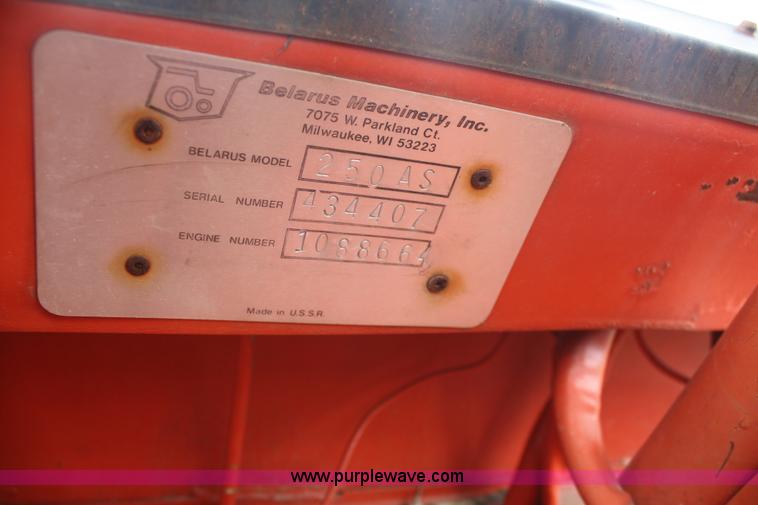 Belarus Machinery, Inc.
7075 W. Parkland Ct.
Milwaukee, WI 53223
BELARUS MODEL 250AS
SERIAL NUMBER 434407
ENGINE NUMBER 1088664
Made in U.S.S.R.
www.purplewave.com